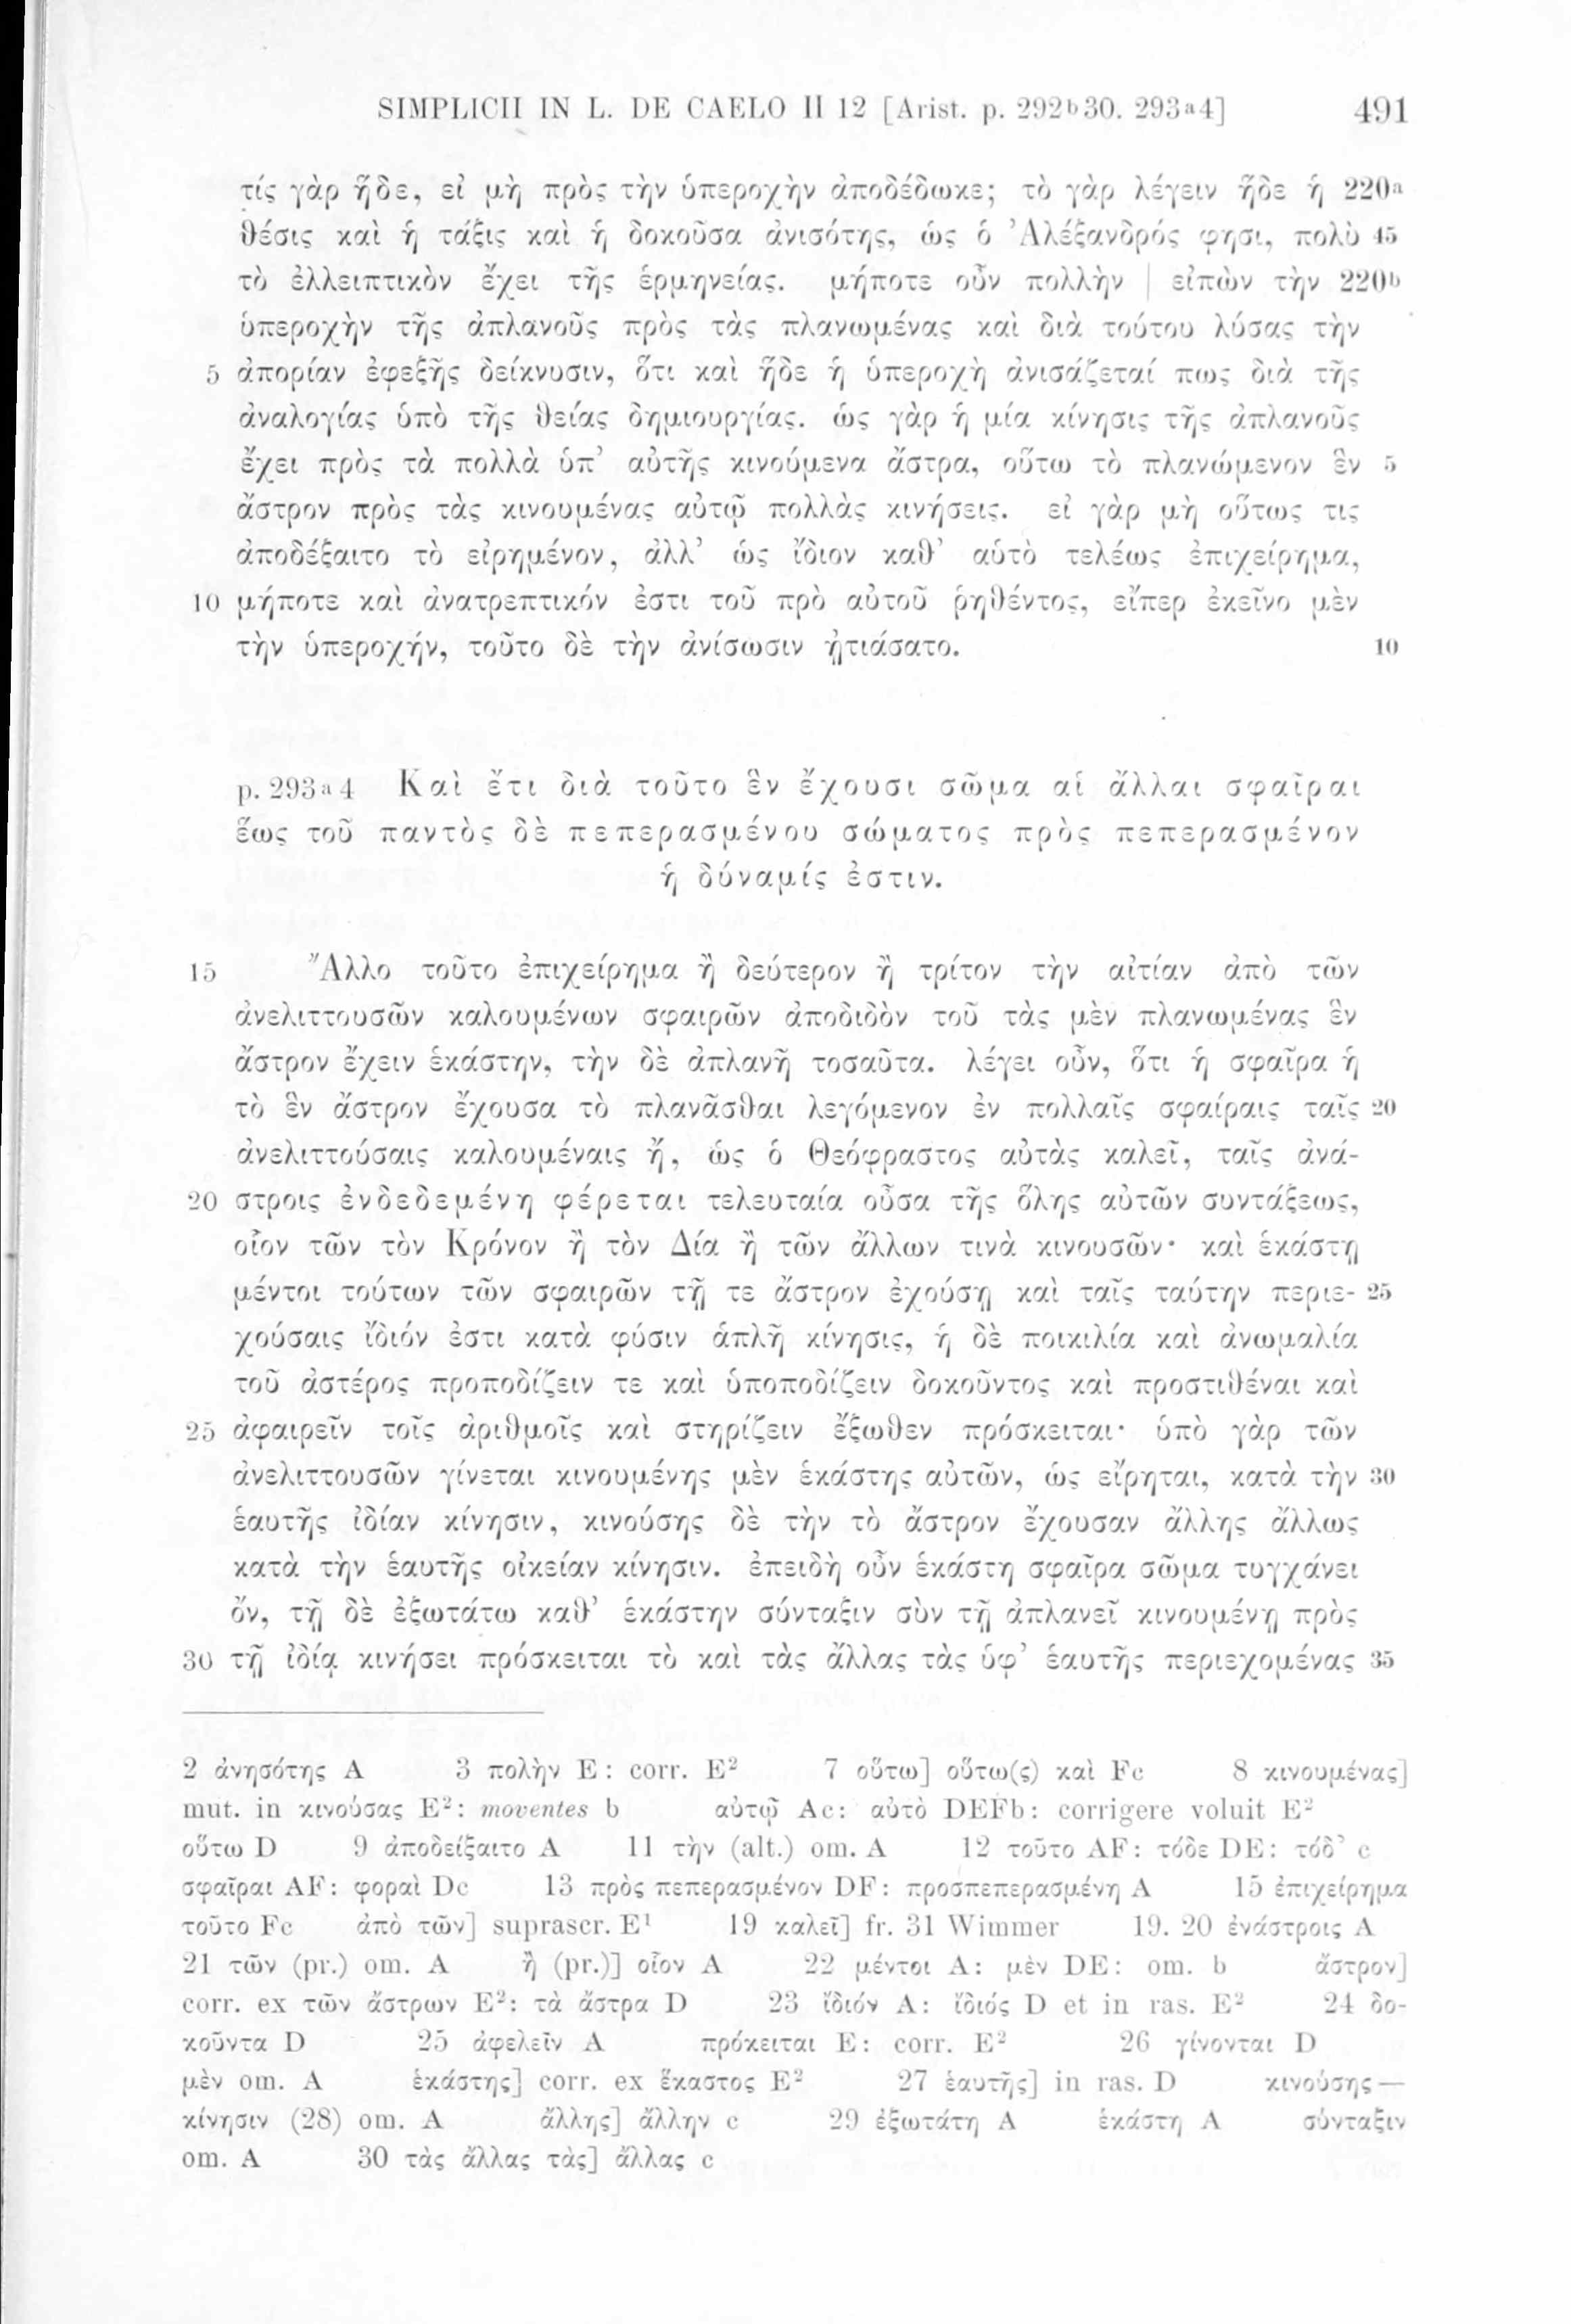 SIMPLICII IN L. DE CAELO II 12 [Arist. p. 292ᵇ30. 293ᵃ4] 491
τίς γὰρ ἥδε, εἰ μὴ πρὸς τὴν ὑπεροχὴν ἀποδέδωκε; τὸ γὰρ λέγειν ἥδε ἡ 220ᵃ
θέσις καὶ ἡ τάξις καὶ ἡ δοκοῦσα ἀνισότης, ὡς ὁ Ἀλέξανδρός φησι, πολὺ 45
τὸ ἐλλειπτικὸν ἔχει τῆς ἑρμηνείας. μήποτε οὖν πολλὴν | εἰπὼν τὴν 220ᵇ
ὑπεροχὴν τῆς ἀπλανοῦς πρὸς τὰς πλανωμένας καὶ διὰ τούτου λύσας τὴν
5 ἀπορίαν ἐφεξῆς δείκνυσιν, ὅτι καὶ ἥδε ἡ ὑπεροχὴ ἀνισάζεταί πως διὰ τῆς
ἀναλογίας ὑπὸ τῆς θείας δημιουργίας. ὡς γὰρ ἡ μία κίνησις τῆς ἀπλανοῦς
ἔχει πρὸς τὰ πολλὰ ὑπ’ αὐτῆς κινούμενα ἄστρα, οὕτω τὸ πλανώμενον ἓν 5
ἄστρον πρὸς τὰς κινουμένας αὐτῷ πολλὰς κινήσεις. εἰ γὰρ μὴ οὕτως τις
ἀποδέξαιτο τὸ εἰρημένον, ἀλλ’ ὡς ἴδιον καθ’ αὑτὸ τελέως ἐπιχείρημα,
10 μήποτε καὶ ἀνατρεπτικόν ἐστι τοῦ πρὸ αὐτοῦ ῥηθέντος, εἴπερ ἐκεῖνο μὲν
τὴν ὑπεροχήν, τοῦτο δὲ τὴν ἀνίσωσιν ᾐτιάσατο. 10
p. 293ᵃ4 Καὶ ἔτι διὰ τοῦτο ἓν ἔχουσι σῶμα αἱ ἄλλαι σφαῖραι
ἕως τοῦ παντὸς δὲ πεπερασμένου σώματος πρὸς πεπερασμένον
ἡ δύναμίς ἐστιν.
15 Ἄλλο τοῦτο ἐπιχείρημα ἢ δεύτερον ἢ τρίτον τὴν αἰτίαν ἀπὸ τῶν
ἀνελιττουσῶν καλουμένων σφαιρῶν ἀποδιδὸν τοῦ τὰς μὲν πλανωμένας ἓν
ἄστρον ἔχειν ἑκάστην, τὴν δὲ ἀπλανῆ τοσαῦτα. λέγει οὖν, ὅτι ἡ σφαῖρα ἡ
τὸ ἓν ἄστρον ἔχουσα τὸ πλανᾶσθαι λεγόμενον ἐν πολλαῖς σφαίραις ταῖς 20
ἀνελιττούσαις καλουμέναις ἤ, ὡς ὁ Θεόφραστος αὐτὰς καλεῖ, ταῖς ἀνά-
20 στροις ἐνδεδεμένη φέρεται τελευταία οὖσα τῆς ὅλης αὐτῶν συντάξεως,
οἷον τῶν τὸν Κρόνον ἢ τὸν Δία ἢ τῶν ἄλλων τινὰ κινουσῶν· καὶ ἑκάστῃ
μέντοι τούτων τῶν σφαιρῶν τῇ τε ἄστρον ἐχούσῃ καὶ ταῖς ταύτην περιε- 25
χούσαις ἴδιόν ἐστι κατὰ φύσιν ἁπλῆ κίνησις, ἡ δὲ ποικιλία καὶ ἀνωμαλία
τοῦ ἀστέρος προποδίζειν τε καὶ ὑποποδίζειν δοκοῦντος καὶ προστιθέναι καὶ
25 ἀφαιρεῖν τοῖς ἀριθμοῖς καὶ στηρίζειν ἔξωθεν πρόσκειται· ὑπὸ γὰρ τῶν
ἀνελιττουσῶν γίνεται κινουμένης μὲν ἑκάστης αὐτῶν, ὡς εἴρηται, κατὰ τὴν 30
ἑαυτῆς ἰδίαν κίνησιν, κινούσης δὲ τὴν τὸ ἄστρον ἔχουσαν ἄλλης ἄλλως
κατὰ τὴν ἑαυτῆς οἰκείαν κίνησιν. ἐπειδὴ οὖν ἑκάστη σφαῖρα σῶμα τυγχάνει
ὄν, τῇ δὲ ἐξωτάτω καθ’ ἑκάστην σύνταξιν σὺν τῇ ἀπλανεῖ κινουμένῃ πρὸς
30 τῇ ἰδίᾳ κινήσει πρόσκειται τὸ καὶ τὰς ἄλλας τὰς ὑφ’ ἑαυτῆς περιεχομένας 35
2 ἀνησότης A 3 πολὴν E: corr. E² 7 οὕτω] οὕτω(ς) καὶ Fc 8 κινουμένας]
mut. in κινούσας E²: moventes b αὐτῷ Ac: αὐτὸ DEFb: corrigere voluit E²
οὕτω D 9 ἀποδείξαιτο A 11 τὴν (alt.) om. A 12 τοῦτο AF: τόδε DE: τόδ’ c
σφαῖραι AF: φοραὶ Dc 13 πρὸς πεπερασμένον DF: προσπεπερασμένη A 15 ἐπιχείρημα
τοῦτο Fc ἀπὸ τῶν] suprascr. E¹ 19 καλεῖ] fr. 31 Wimmer 19. 20 ἐνάστροις A
21 τῶν (pr.) om. A ἢ (pr.)] οἷον A 22 μέντοι A: μὲν DE: om. b ἄστρον]
corr. ex τῶν ἄστρων E²: τὰ ἄστρα D 23 ἴδιόν A: ἴδιός D et in ras. E² 24 δο-
κοῦντα D 25 ἀφελεῖν A πρόκειται E: corr. E² 26 γίνονται D
μὲν om. A ἑκάστης] corr. ex ἕκαστος E² 27 ἑαυτῆς] in ras. D κινούσης —
κίνησιν (28) om. A ἄλλης] ἄλλην c 29 ἐξωτάτη A ἑκάστη A σύνταξιν
om. A 30 τὰς ἄλλας τὰς] ἄλλας c